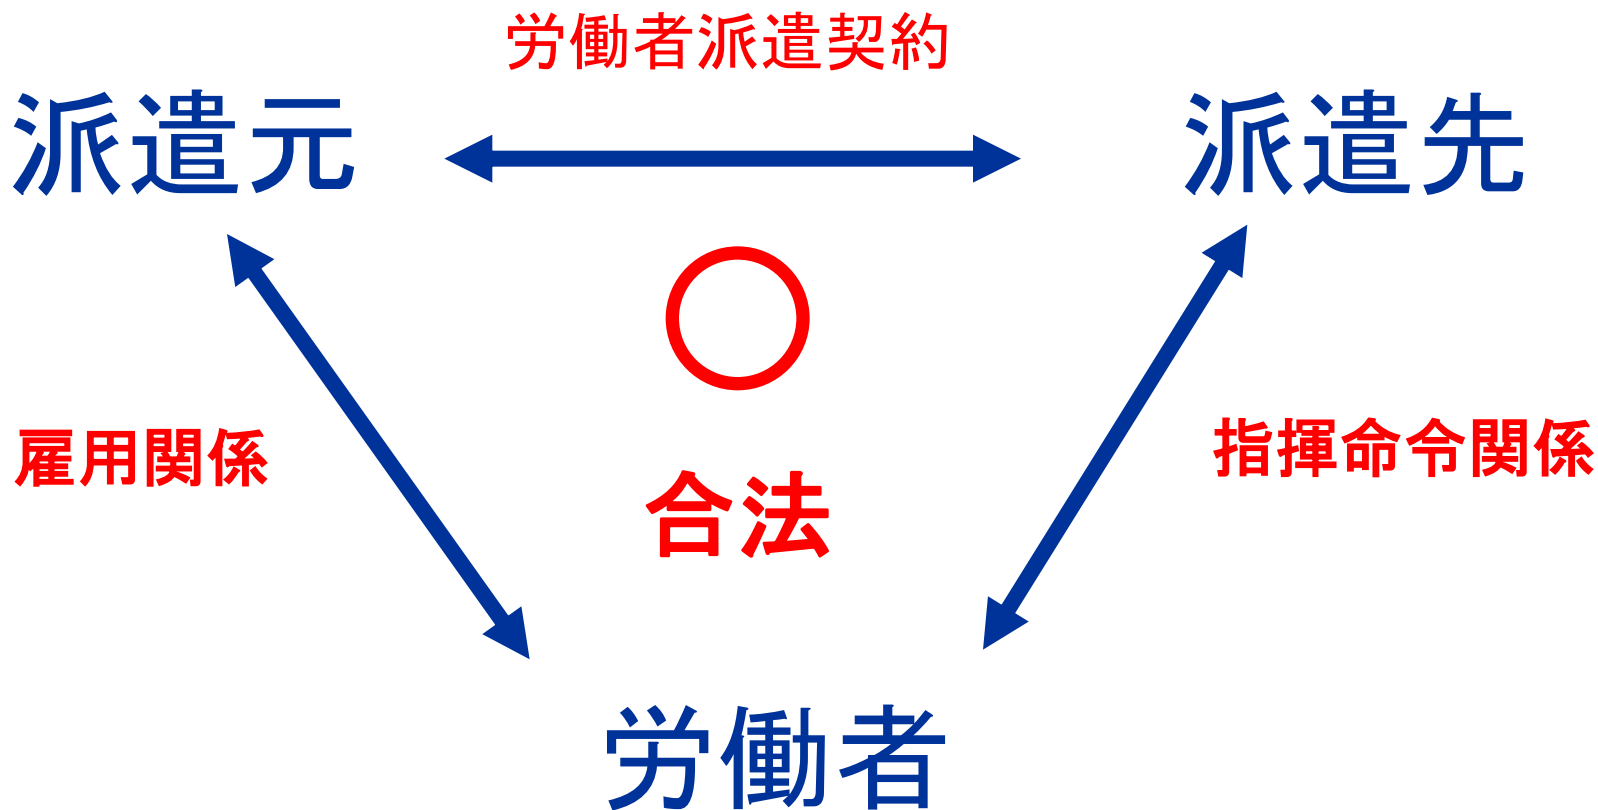 労働者派遣契約
派遣元
派遣先
雇用関係
指揮命令関係
合法
労働者